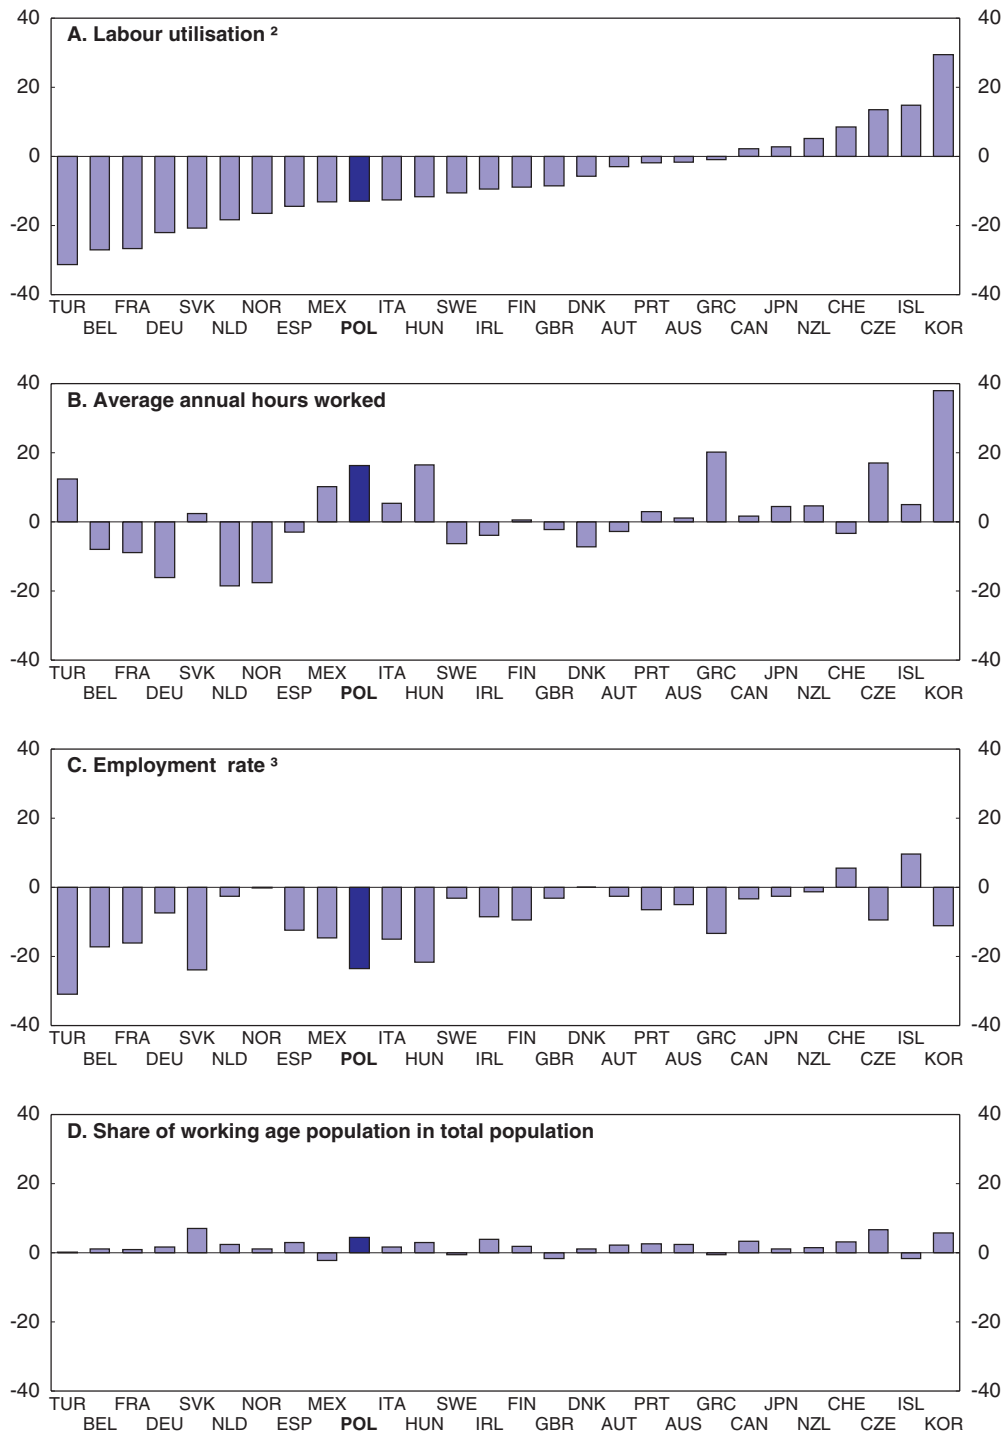 A. Labour utilisation ²
40 40
20 20
0 0
-20 -20
-40 -40
TUR FRA SVK NOR MEX ITA SWE FIN DNK PRT GRC JPN CHE ISL
BEL DEU NLD ESP POL HUN IRL GBR AUT AUS CAN NZL CZE KOR
B. Average annual hours worked
40 40
20 20
0 0
-20 -20
-40 -40
TUR FRA SVK NOR MEX ITA SWE FIN DNK PRT GRC JPN CHE ISL
BEL DEU NLD ESP POL HUN IRL GBR AUT AUS CAN NZL CZE KOR
C. Employment rate ³
40 40
20 20
0 0
-20 -20
-40 -40
TUR FRA SVK NOR MEX ITA SWE FIN DNK PRT GRC JPN CHE ISL
BEL DEU NLD ESP POL HUN IRL GBR AUT AUS CAN NZL CZE KOR
D. Share of working age population in total population
40 40
20 20
0 0
-20 -20
-40 -40
TUR FRA SVK NOR MEX ITA SWE FIN DNK PRT GRC JPN CHE ISL
BEL DEU NLD ESP POL HUN IRL GBR AUT AUS CAN NZL CZE KOR